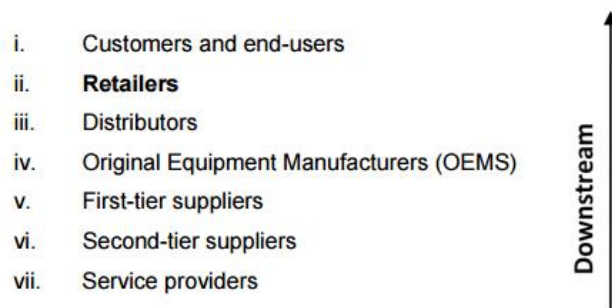 i. Customers and end-users
ii. Retailers
iii. Distributors
iv. Original Equipment Manufacturers (OEMS)
v. First-tier suppliers
vi. Second-tier suppliers
vii. Service providers
Downstream